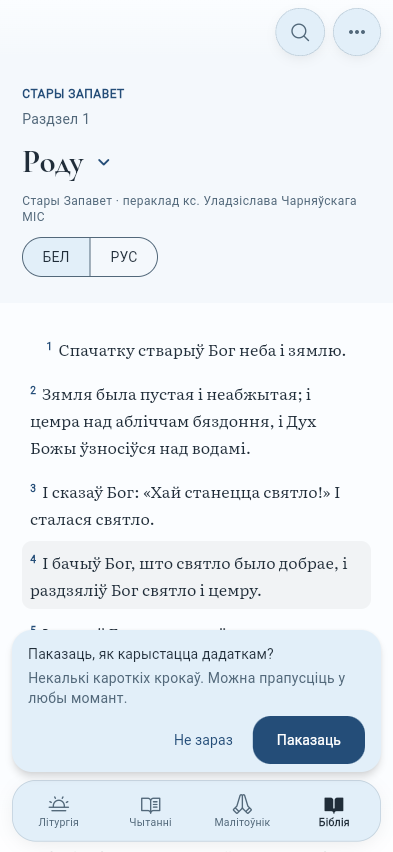 СТАРЫ ЗАПАВЕТ
Раздзел 1
Роду
Стары Запавет · пераклад кс. Уладзіслава Чарняўскага
МІС
БЕЛ РУС
1 Спачатку стварыў Бог неба і зямлю.
2 Зямля была пустая і неабжытая; і
цемра над абліччам бяздоння, і Дух
Божы ўзносіўся над водамі.
3 І сказаў Бог: «Хай станецца святло!» І
сталася святло.
4 І бачыў Бог, што святло было добрае, і
раздзяліў Бог святло і цемру.
5
Паказаць, як карыстацца дадаткам?
Некалькі кароткіх крокаў. Можна прапусціць у
любы момант.
Не зараз Паказаць
Літургія Чытанні Малітоўнік Біблія